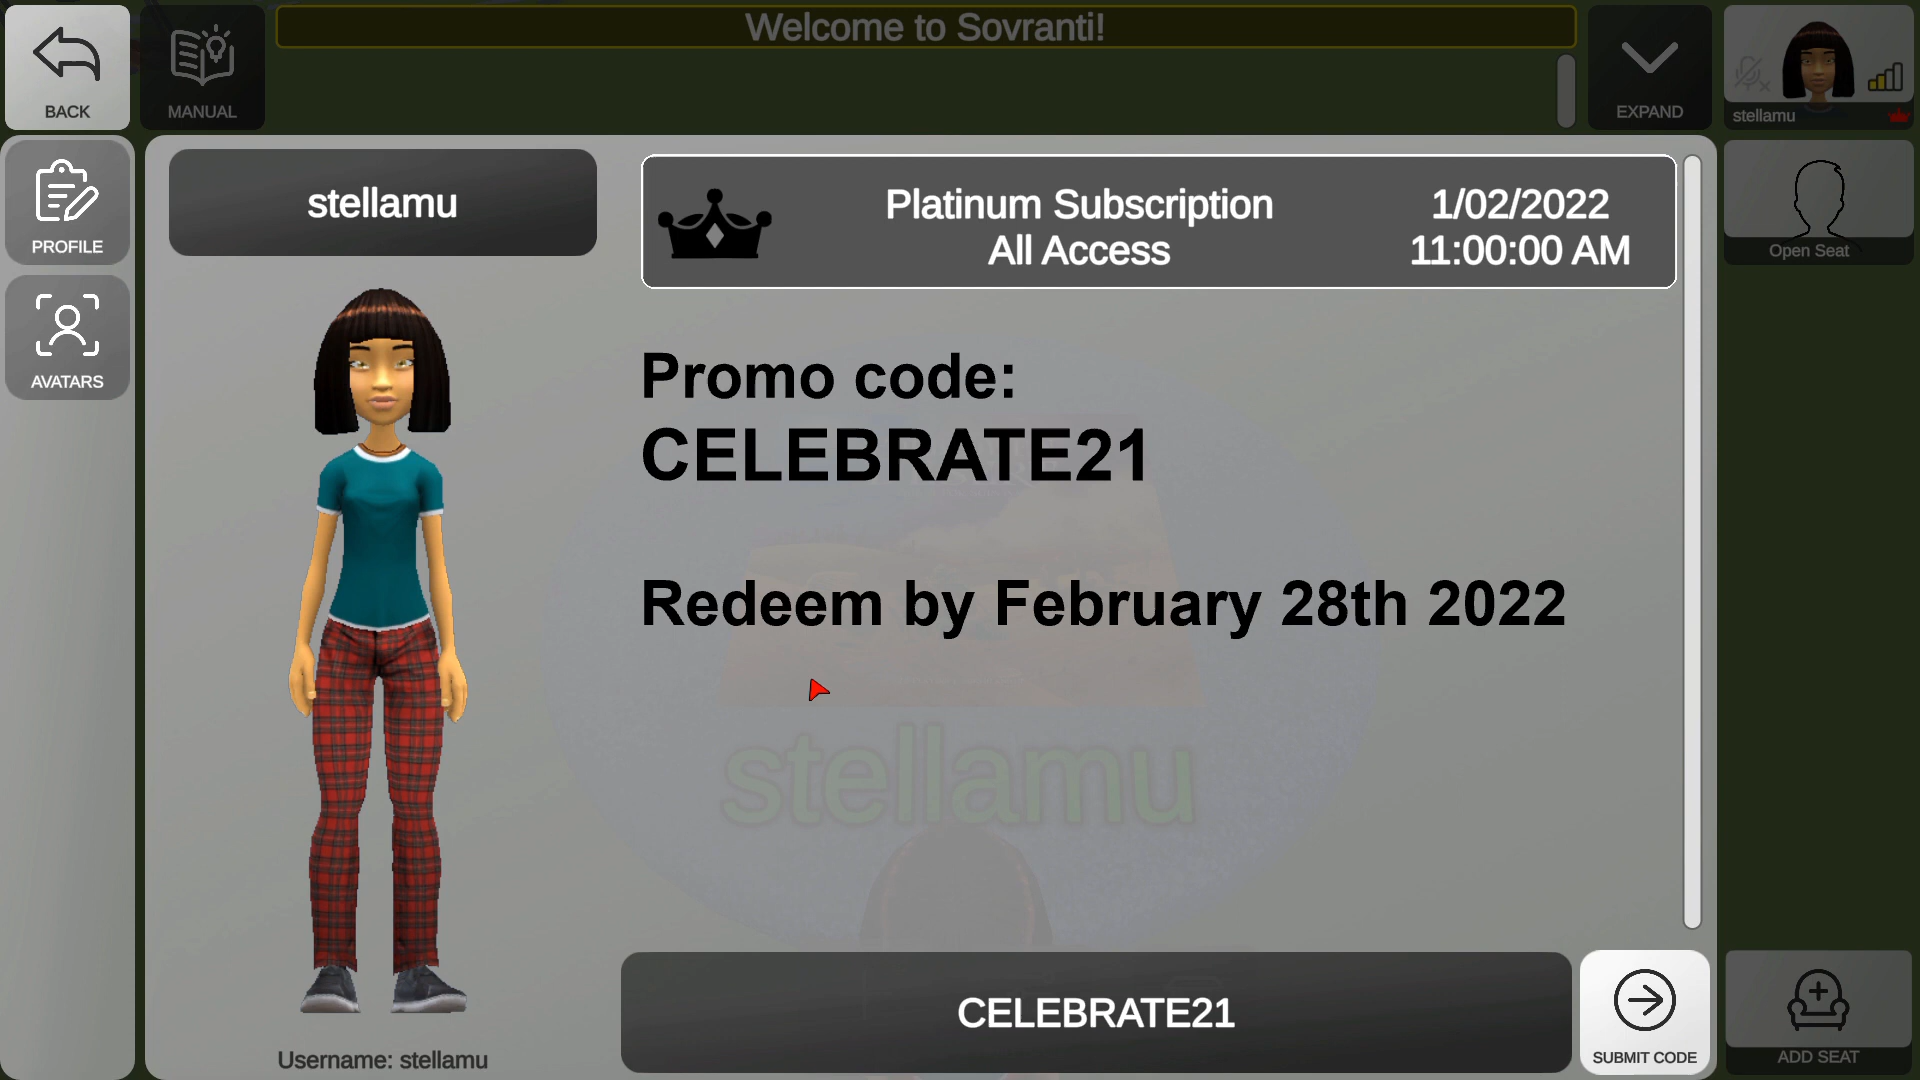 Welcome to Sovranti!
BACK
MANUAL
EXPAND
stellamu
PROFILE
AVATARS
stellamu
Platinum Subscription
All Access
1/02/2022
11:00:00 AM
Open Seat
Promo code:
CELEBRATE21
Redeem by February 28th 2022
stellamu
CELEBRATE21
SUBMIT CODE
ADD SEAT
Username: stellamu